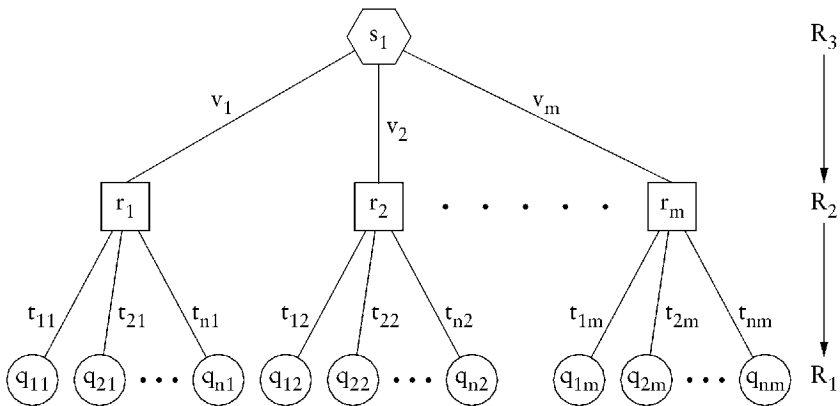 s₁ R₃
v₁ v₂ vₘ
r₁ r₂ . . . . . rₘ R₂
t₁₁ t₂₁ tₙ₁ t₁₂ t₂₂ tₙ₂ t₁ₘ t₂ₘ tₙₘ
q₁₁ q₂₁ ••• qₙ₁ q₁₂ q₂₂ ••• qₙ₂ q₁ₘ q₂ₘ ••• qₙₘ R₁